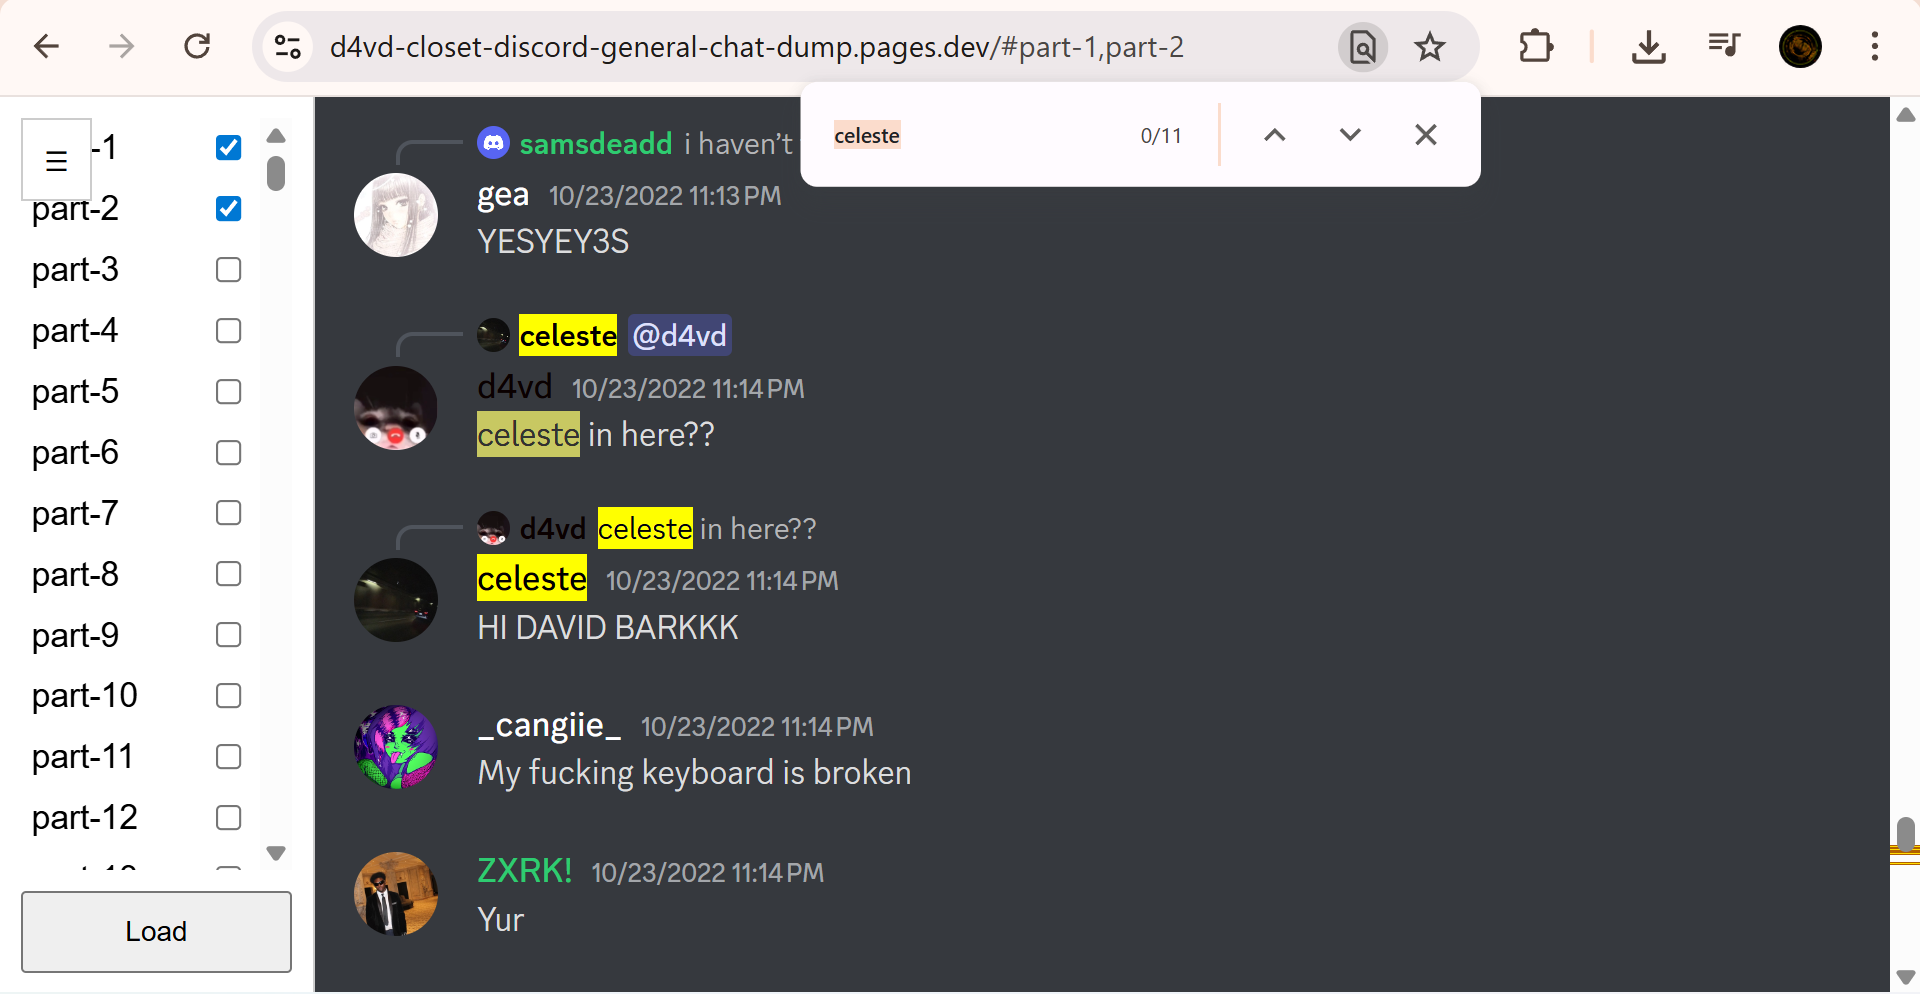 d4vd-closet-discord-general-chat-dump.pages.dev/#part-1,part-2
celeste 0/11
-1
part-2
part-3
part-4
part-5
part-6
part-7
part-8
part-9
part-10
part-11
part-12
Load
samsdeadd i haven't
gea 10/23/2022 11:13 PM
YESYEY3S
celeste @d4vd
d4vd 10/23/2022 11:14 PM
celeste in here??
d4vd celeste in here??
celeste 10/23/2022 11:14 PM
HI DAVID BARKKK
_cangiie_ 10/23/2022 11:14 PM
My fucking keyboard is broken
ZXRK! 10/23/2022 11:14 PM
Yur